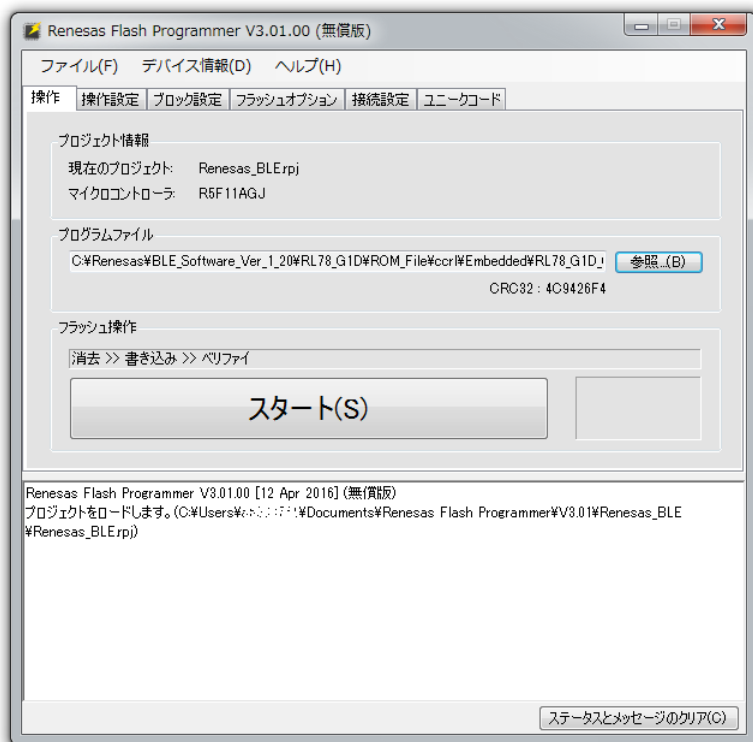 Renesas Flash Programmer V3.01.00 (無償版)
ファイル(F) デバイス情報(D) ヘルプ(H)
操作 操作設定 ブロック設定 フラッシュオプション 接続設定 ユニークコード
プロジェクト情報
現在のプロジェクト: Renesas_BLE.rpj
マイクロコントローラ: R5F11AGJ
プログラムファイル
C:¥Renesas¥BLE_Software_Ver_1_20¥RL78_G1D¥ROM_File¥ccrl¥Embedded¥RL78_G1D_ 参照...(B)
CRC32 : 4C9426F4
フラッシュ操作
消去 >> 書き込み >> ベリファイ
スタート(S)
Renesas Flash Programmer V3.01.00 [12 Apr 2016] (無償版)
プロジェクトをロードします。(C:¥Users¥ ¥Documents¥Renesas Flash Programmer¥V3.01¥Renesas_BLE
¥Renesas_BLE.rpj)
ステータスとメッセージのクリア(C)